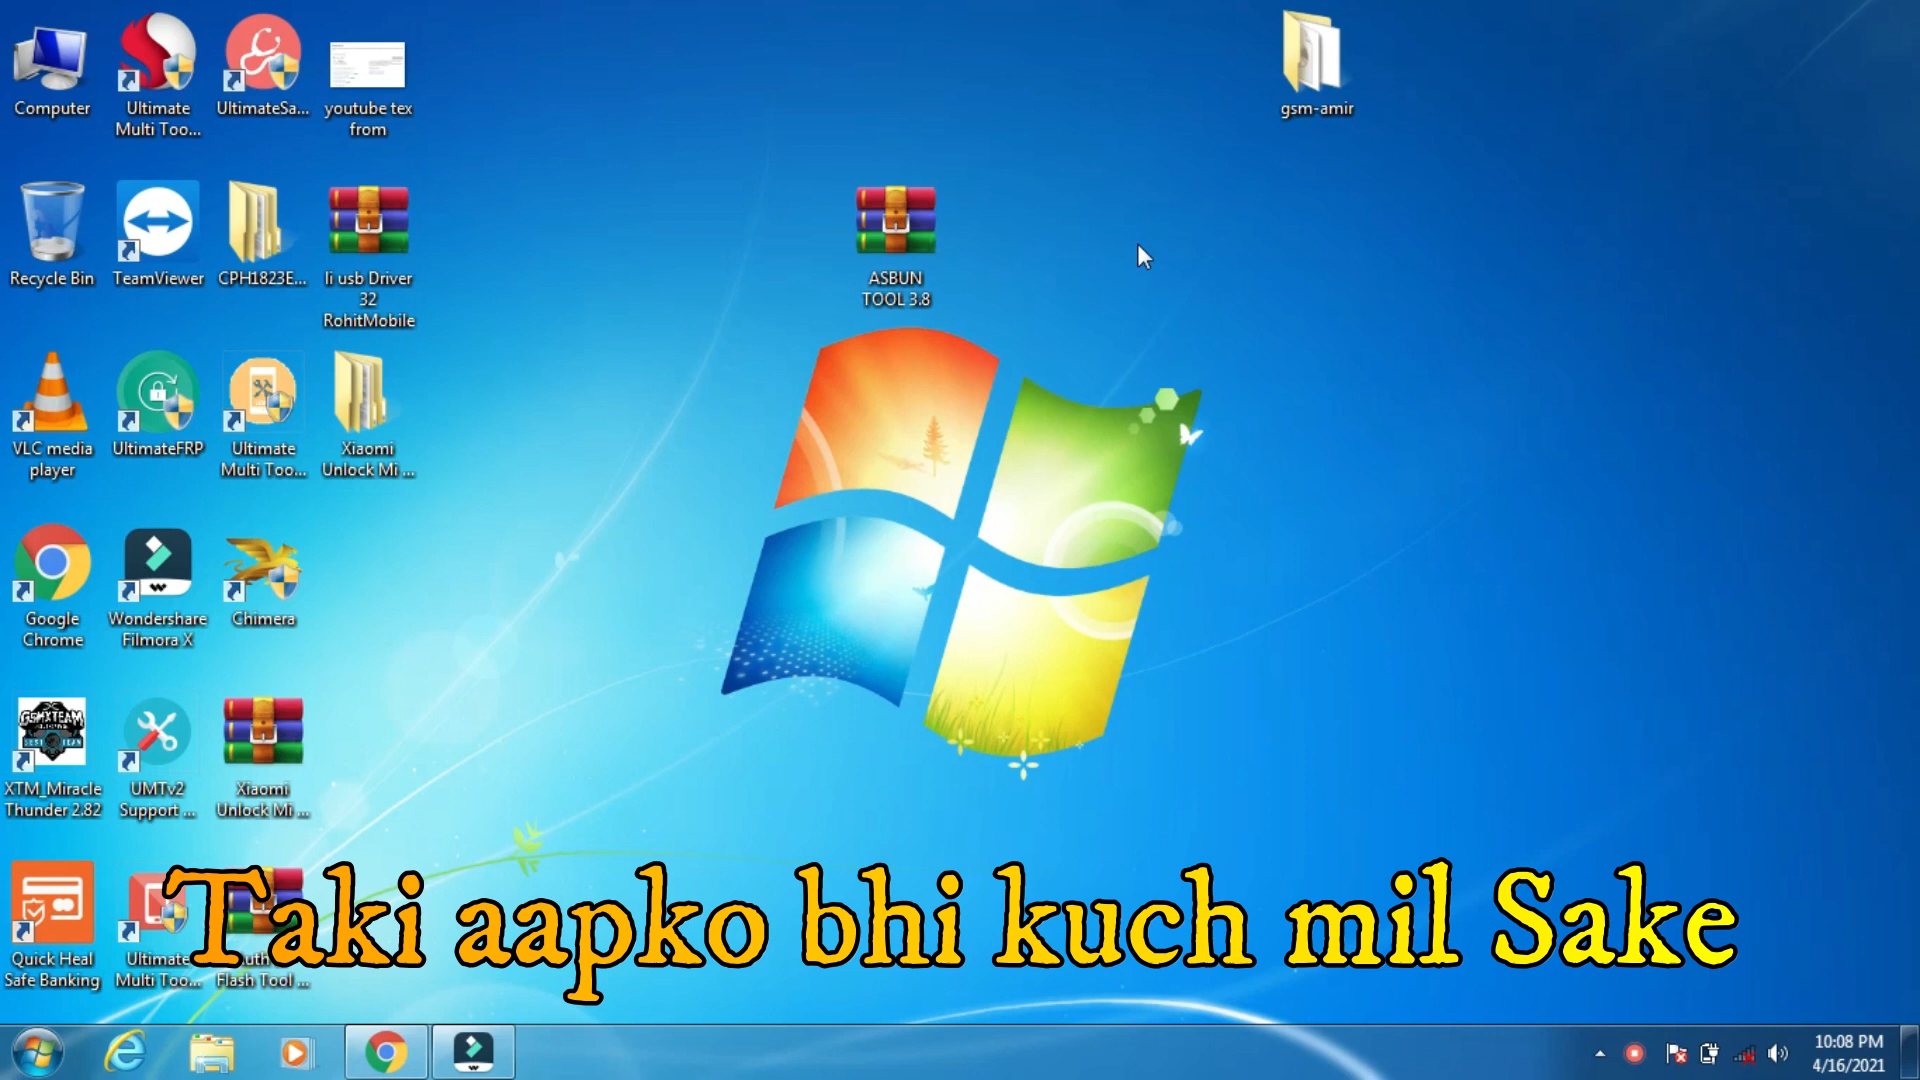 Computer
Ultimate
Multi Too...
UltimateSa...
youtube tex
from
gsm-amir
Recycle Bin
TeamViewer
CPH1823E...
li usb Driver
32
RohitMobile
ASBUN
TOOL 3.8
VLC media
player
UltimateFRP
Ultimate
Multi Too...
Xiaomi
Unlock Mi ...
Google
Chrome
Wondershare
Filmora X
Chimera
XTM_Miracle
Thunder 2.82
UMTv2
Support ...
Xiaomi
Unlock Mi ...
Taki aapko bhi kuch mil Sake
Quick Heal
Safe Banking
Ultimate
Multi Too...
Flash Tool ...
10:08 PM
4/16/2021